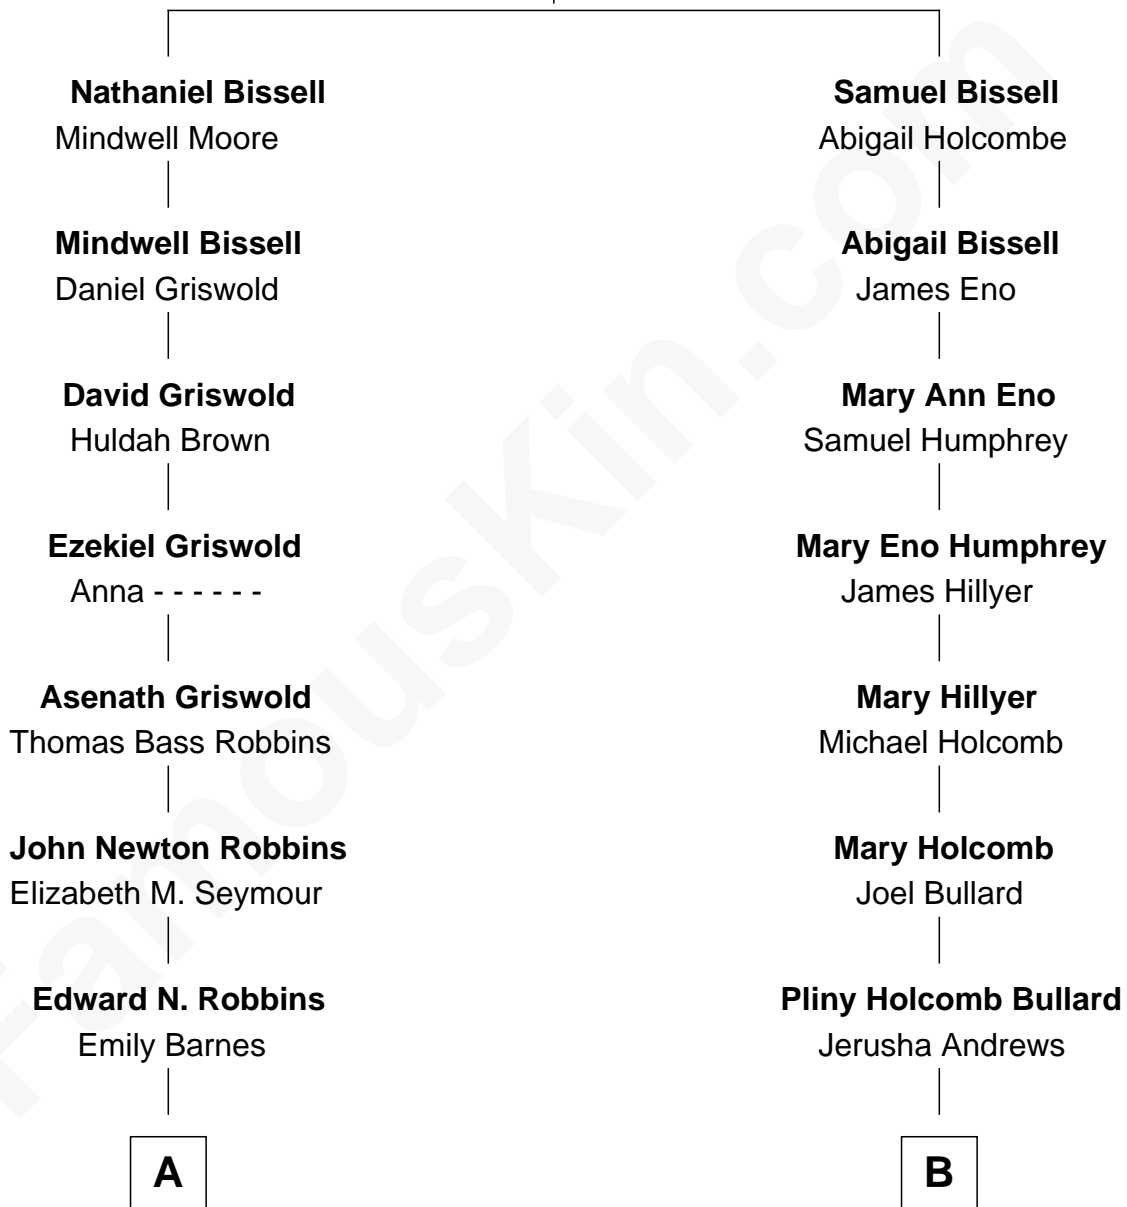 Nathaniel Bissell
Mindwell Moore
Samuel Bissell
Abigail Holcombe
Mindwell Bissell
Daniel Griswold
Abigail Bissell
James Eno
David Griswold
Huldah Brown
Mary Ann Eno
Samuel Humphrey
Ezekiel Griswold
Anna - - - - - -
Mary Eno Humphrey
James Hillyer
Asenath Griswold
Thomas Bass Robbins
Mary Hillyer
Michael Holcomb
John Newton Robbins
Elizabeth M. Seymour
Mary Holcomb
Joel Bullard
Edward N. Robbins
Emily Barnes
Pliny Holcomb Bullard
Jerusha Andrews
A
B
FamousKin.com